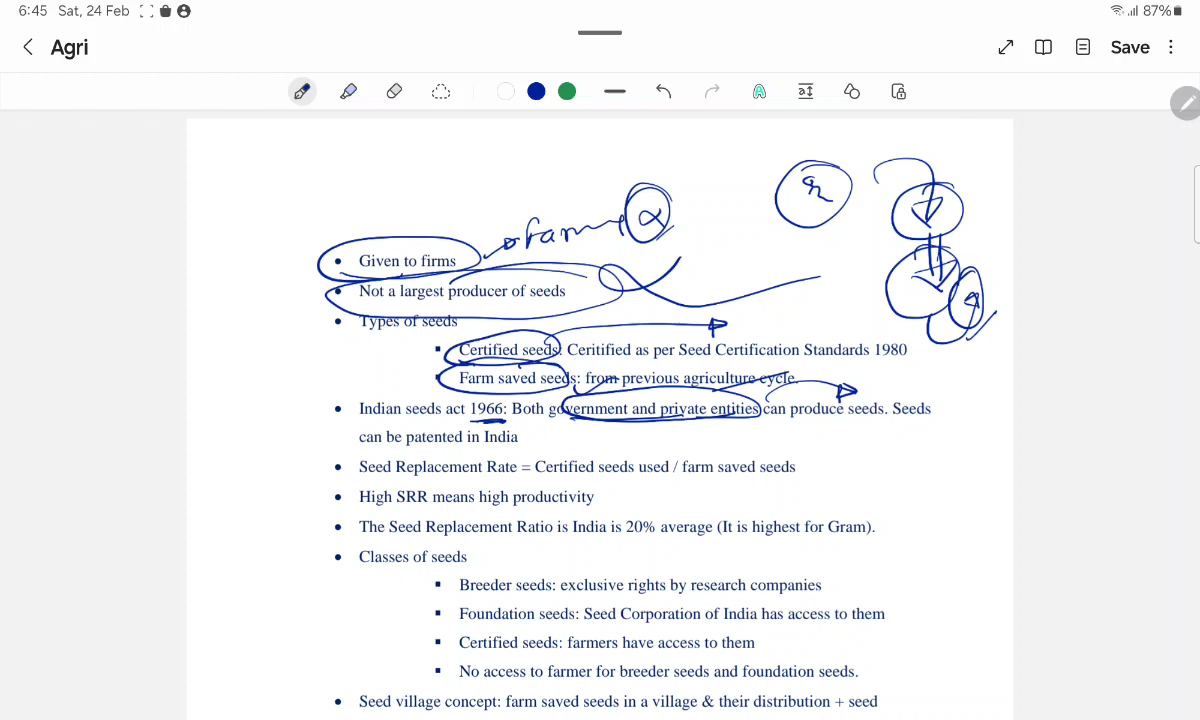 6:45 Sat, 24 Feb 87%
Agri Save
farm
Given to firms
Not a largest producer of seeds
Types of seeds
Certified seeds: Ceritified as per Seed Certification Standards 1980
Farm saved seeds: from previous agriculture cycle.
Indian seeds act 1966: Both government and private entities can produce seeds. Seeds
can be patented in India
Seed Replacement Rate = Certified seeds used / farm saved seeds
High SRR means high productivity
The Seed Replacement Ratio is India is 20% average (It is highest for Gram).
Classes of seeds
Breeder seeds: exclusive rights by research companies
Foundation seeds: Seed Corporation of India has access to them
Certified seeds: farmers have access to them
No access to farmer for breeder seeds and foundation seeds.
Seed village concept: farm saved seeds in a village & their distribution + seed